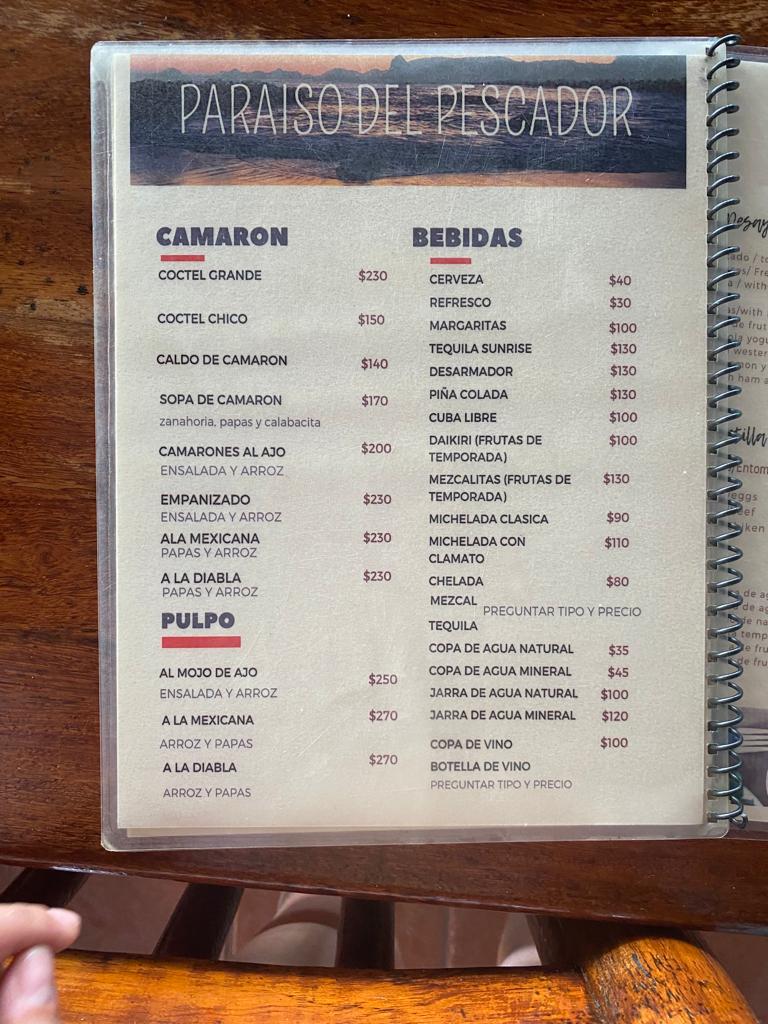 PARAISO DEL PESCADOR
CAMARON
COCTEL GRANDE $230
COCTEL CHICO $150
CALDO DE CAMARON $140
SOPA DE CAMARON $170
zanahoria, papas y calabacita
CAMARONES AL AJO $200
ENSALADA Y ARROZ
EMPANIZADO $230
ENSALADA Y ARROZ
ALA MEXICANA $230
PAPAS Y ARROZ
A LA DIABLA $230
PAPAS Y ARROZ
PULPO
AL MOJO DE AJO $250
ENSALADA Y ARROZ
A LA MEXICANA $270
ARROZ Y PAPAS
A LA DIABLA $270
ARROZ Y PAPAS
BEBIDAS
CERVEZA $40
REFRESCO $30
MARGARITAS $100
TEQUILA SUNRISE $130
DESARMADOR $130
PIÑA COLADA $130
CUBA LIBRE $100
DAIKIRI (FRUTAS DE $100
TEMPORADA)
MEZCALITAS (FRUTAS DE $130
TEMPORADA)
MICHELADA CLASICA $90
MICHELADA CON $110
CLAMATO
CHELADA $80
MEZCAL
PREGUNTAR TIPO Y PRECIO
TEQUILA
COPA DE AGUA NATURAL $35
COPA DE AGUA MINERAL $45
JARRA DE AGUA NATURAL $100
JARRA DE AGUA MINERAL $120
COPA DE VINO $100
BOTELLA DE VINO
PREGUNTAR TIPO Y PRECIO